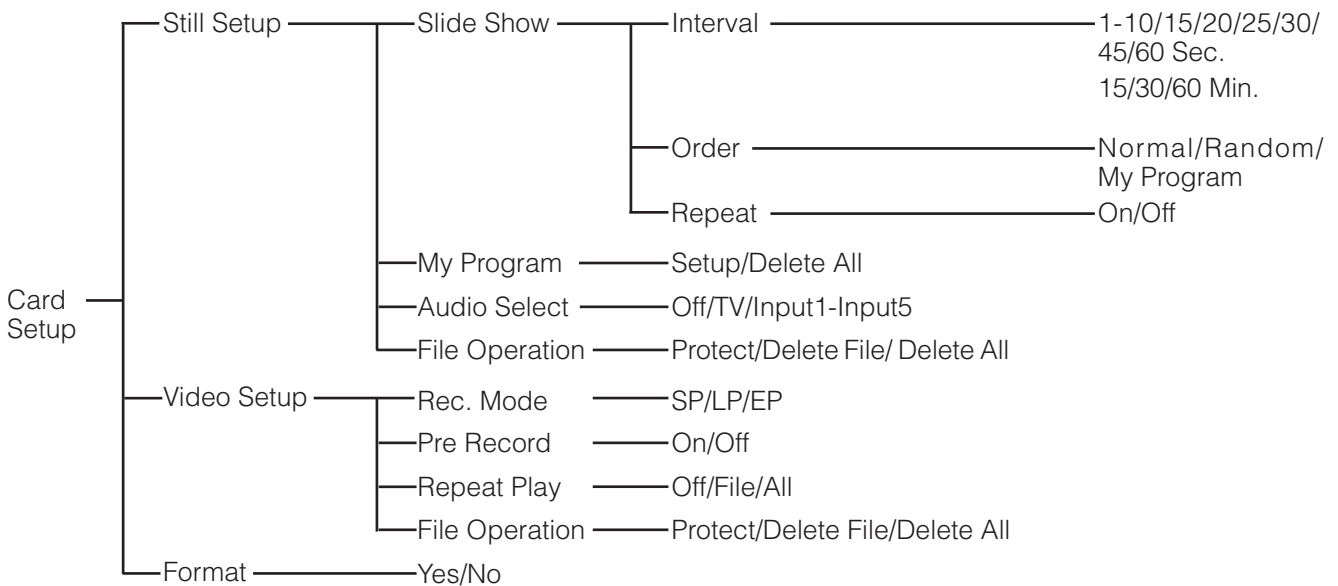 Still Setup Slide Show Interval 1-10/15/20/25/30/
45/60 Sec.
15/30/60 Min.
Order Normal/Random/
My Program
Repeat On/Off
My Program Setup/Delete All
Card
Setup
Audio Select Off/TV/Input1-Input5
File Operation Protect/Delete File/ Delete All
Video Setup Rec. Mode SP/LP/EP
Pre Record On/Off
Repeat Play Off/File/All
File Operation Protect/Delete File/Delete All
Format Yes/No